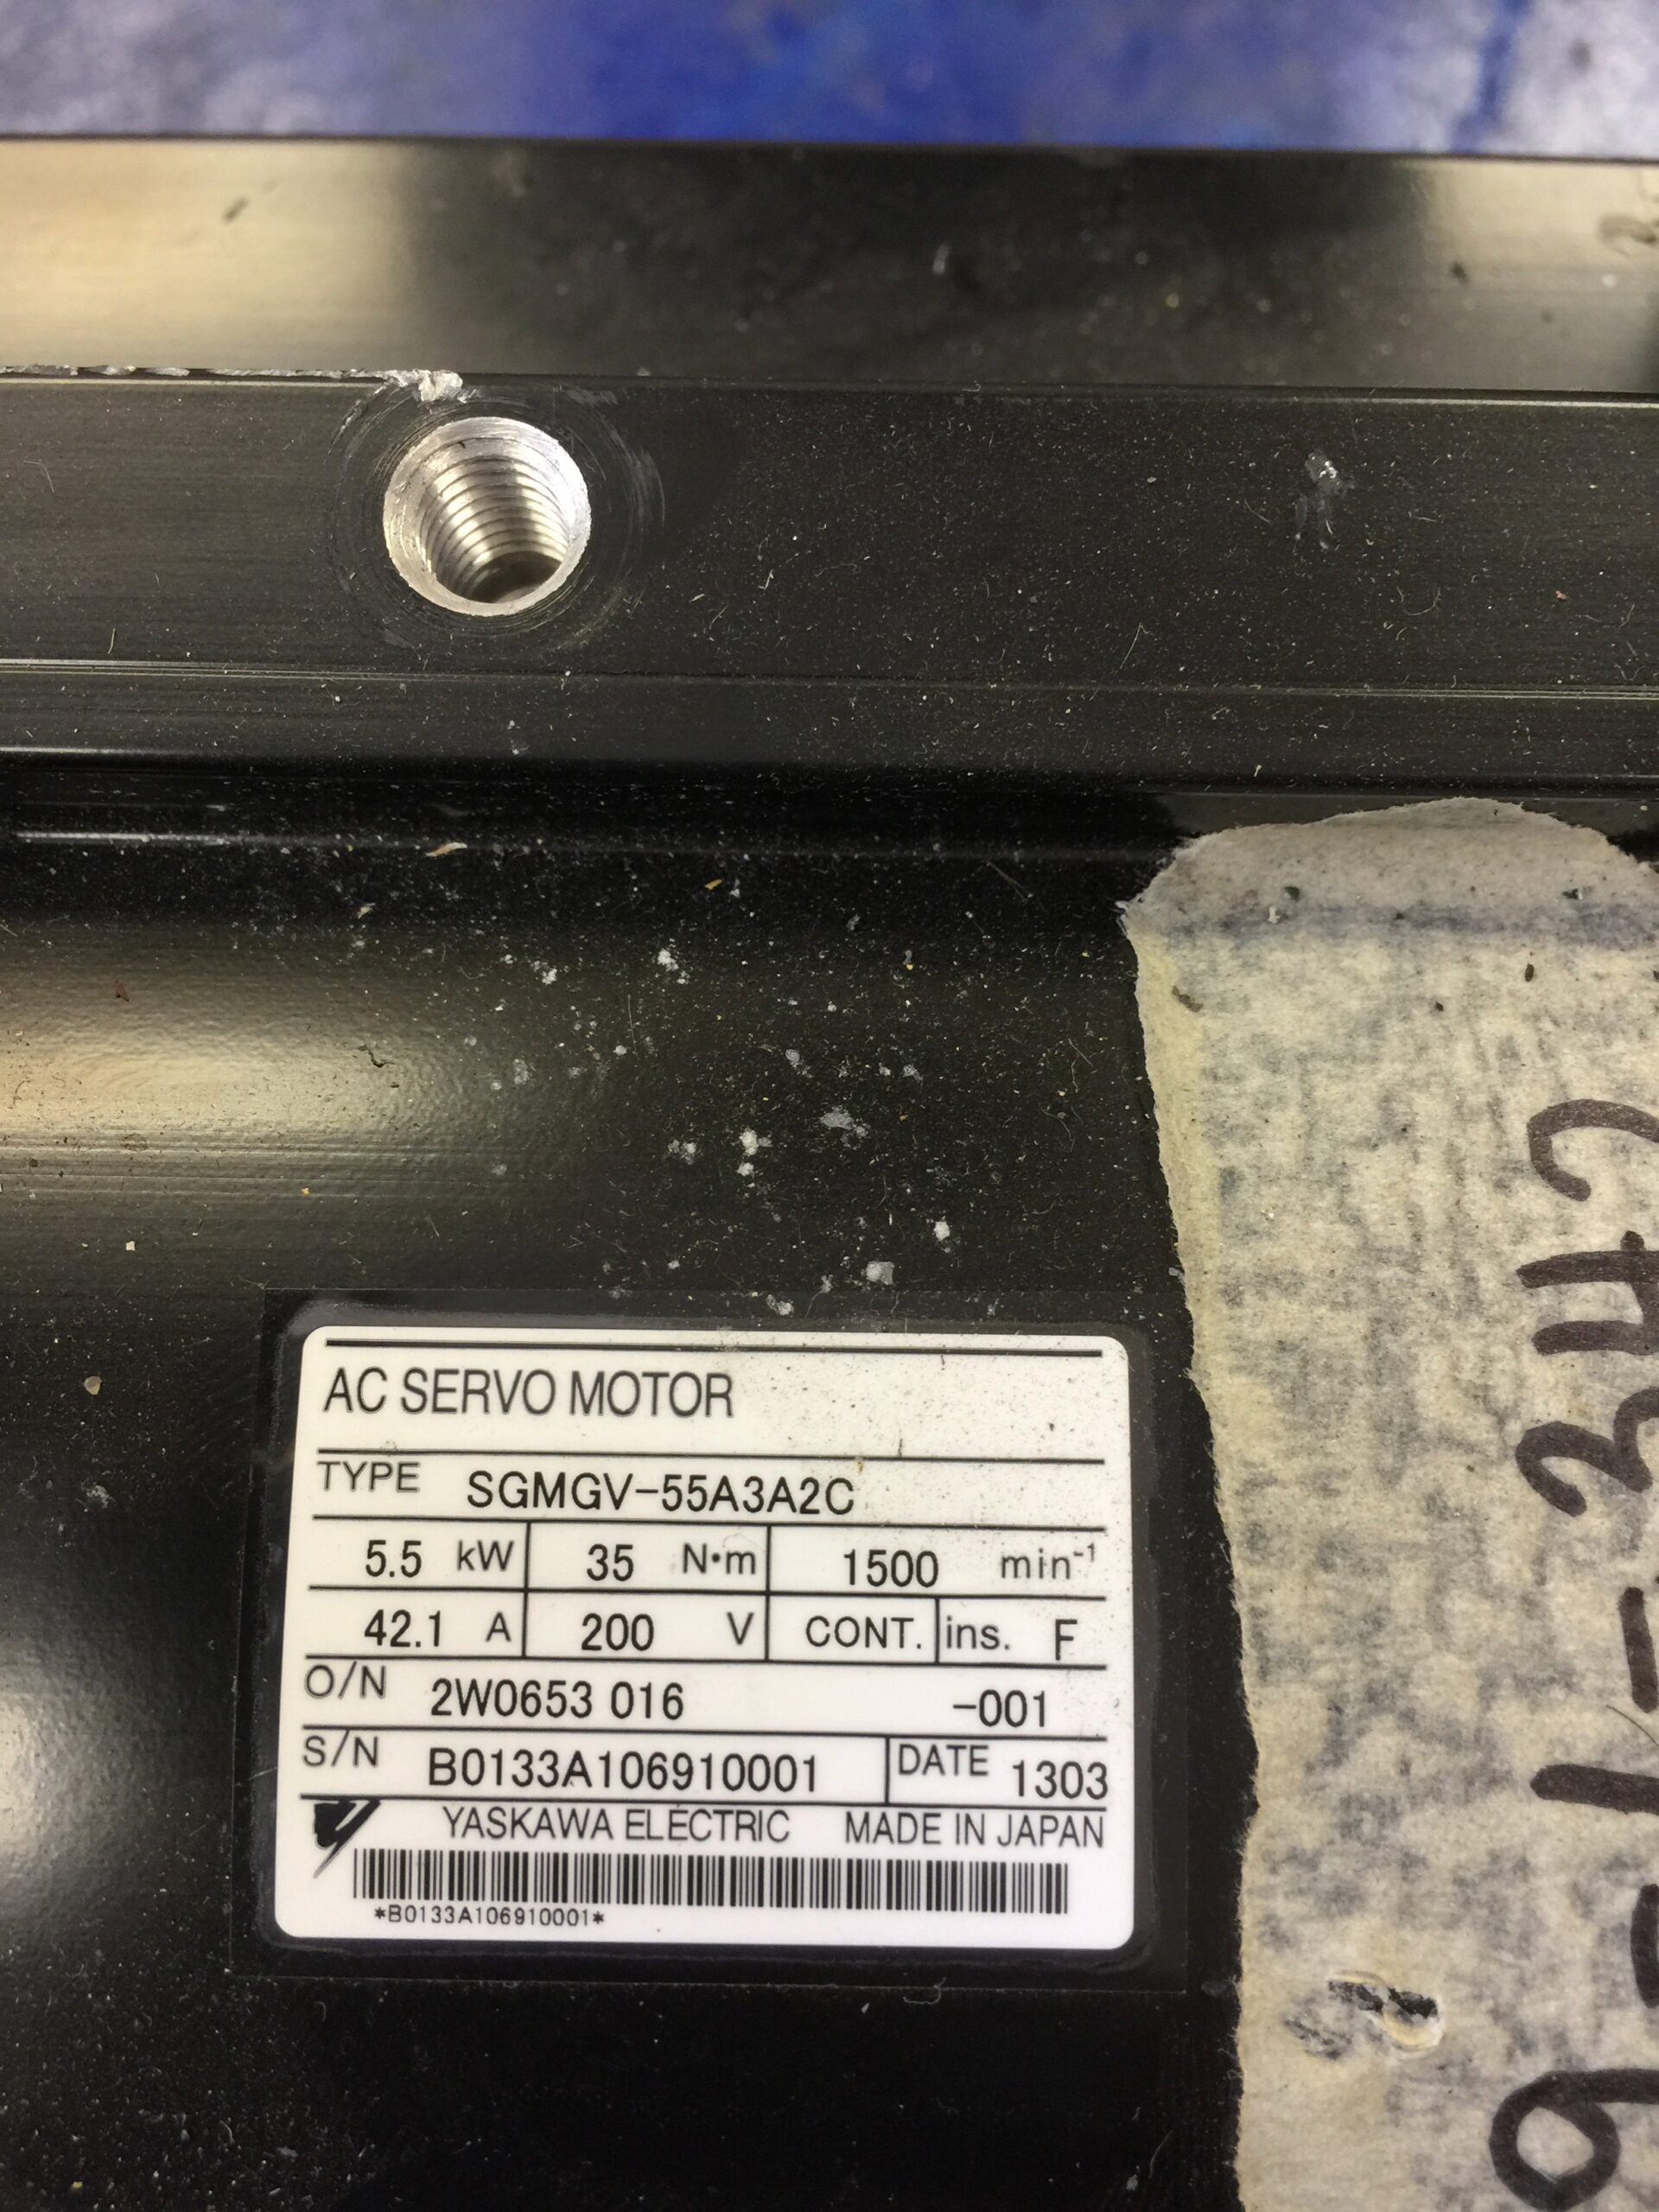 AC SERVO MOTOR
TYPE SGMGV-55A3A2C
5.5 kW 35 N•m 1500 min⁻¹
42.1 A 200 V CONT. ins. F
O/N 2W0653 016 -001
S/N B0133A106910001 DATE 1303
YASKAWA ELECTRIC MADE IN JAPAN
*B0133A106910001*